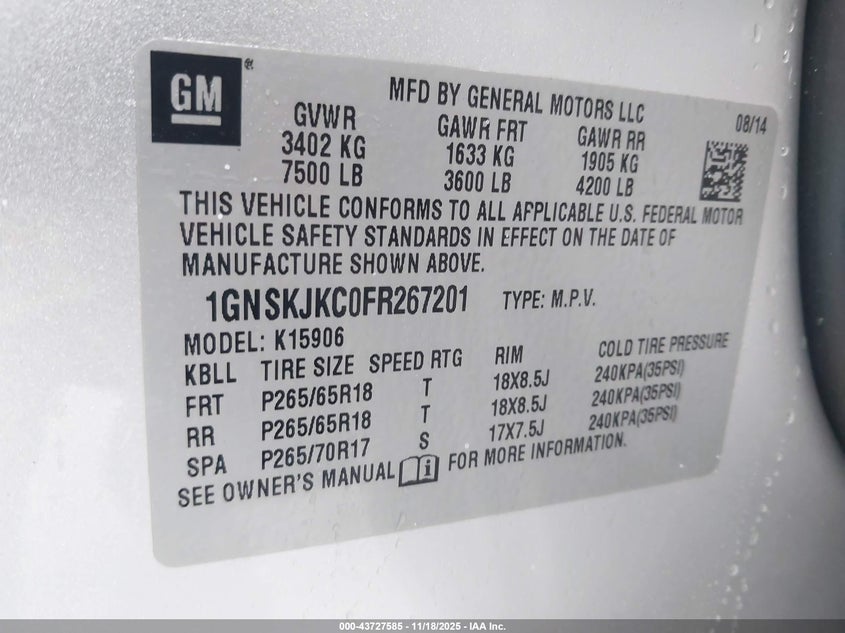 GM
MFD BY GENERAL MOTORS LLC
08/14
GVWR GAWR FRT GAWR RR
3402 KG 1633 KG 1905 KG
7500 LB 3600 LB 4200 LB
THIS VEHICLE CONFORMS TO ALL APPLICABLE U.S. FEDERAL MOTOR
VEHICLE SAFETY STANDARDS IN EFFECT ON THE DATE OF
MANUFACTURE SHOWN ABOVE.
1GNSKJKC0FR267201 TYPE: M.P.V.
MODEL: K15906
KBLL TIRE SIZE SPEED RTG RIM COLD TIRE PRESSURE
FRT P265/65R18 T 18X8.5J 240KPA(35PSI)
RR P265/65R18 T 18X8.5J 240KPA(35PSI)
SPA P265/70R17 S 17X7.5J 240KPA(35PSI)
SEE OWNER'S MANUAL i FOR MORE INFORMATION.
000-43727585 - 11/18/2025 - IAA Inc.